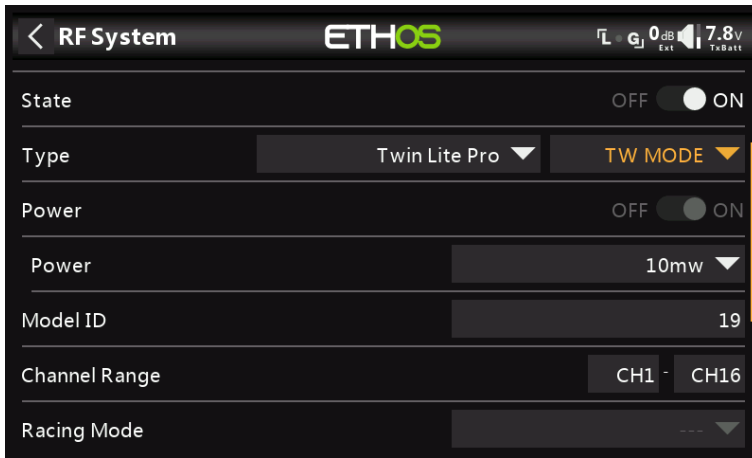 RF System ETHOS L G 0dB Ext 7.8V TxBatt
State OFF ON
Type Twin Lite Pro TW MODE
Power OFF ON
Power 10mw
Model ID 19
Channel Range CH1 - CH16
Racing Mode ---